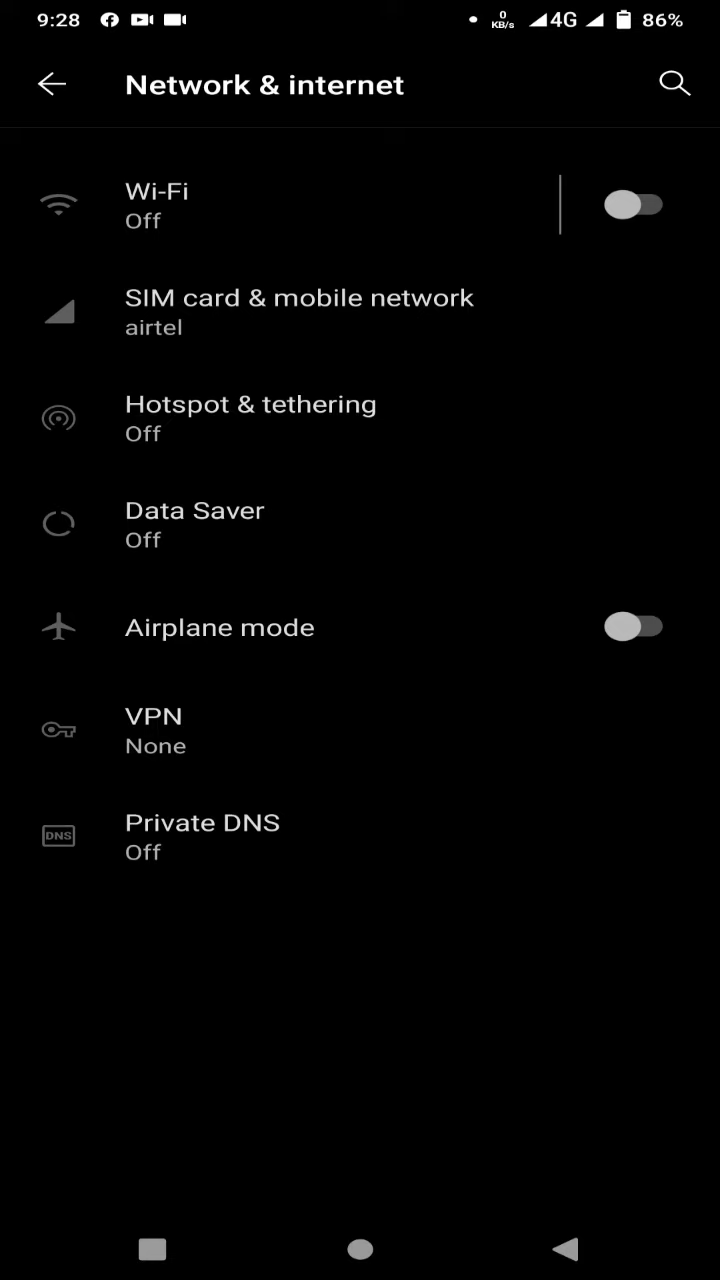 9:28 0 KB/s 4G 86%
Network & internet
Wi-Fi
Off
SIM card & mobile network
airtel
Hotspot & tethering
Off
Data Saver
Off
Airplane mode
VPN
None
DNS
Private DNS
Off